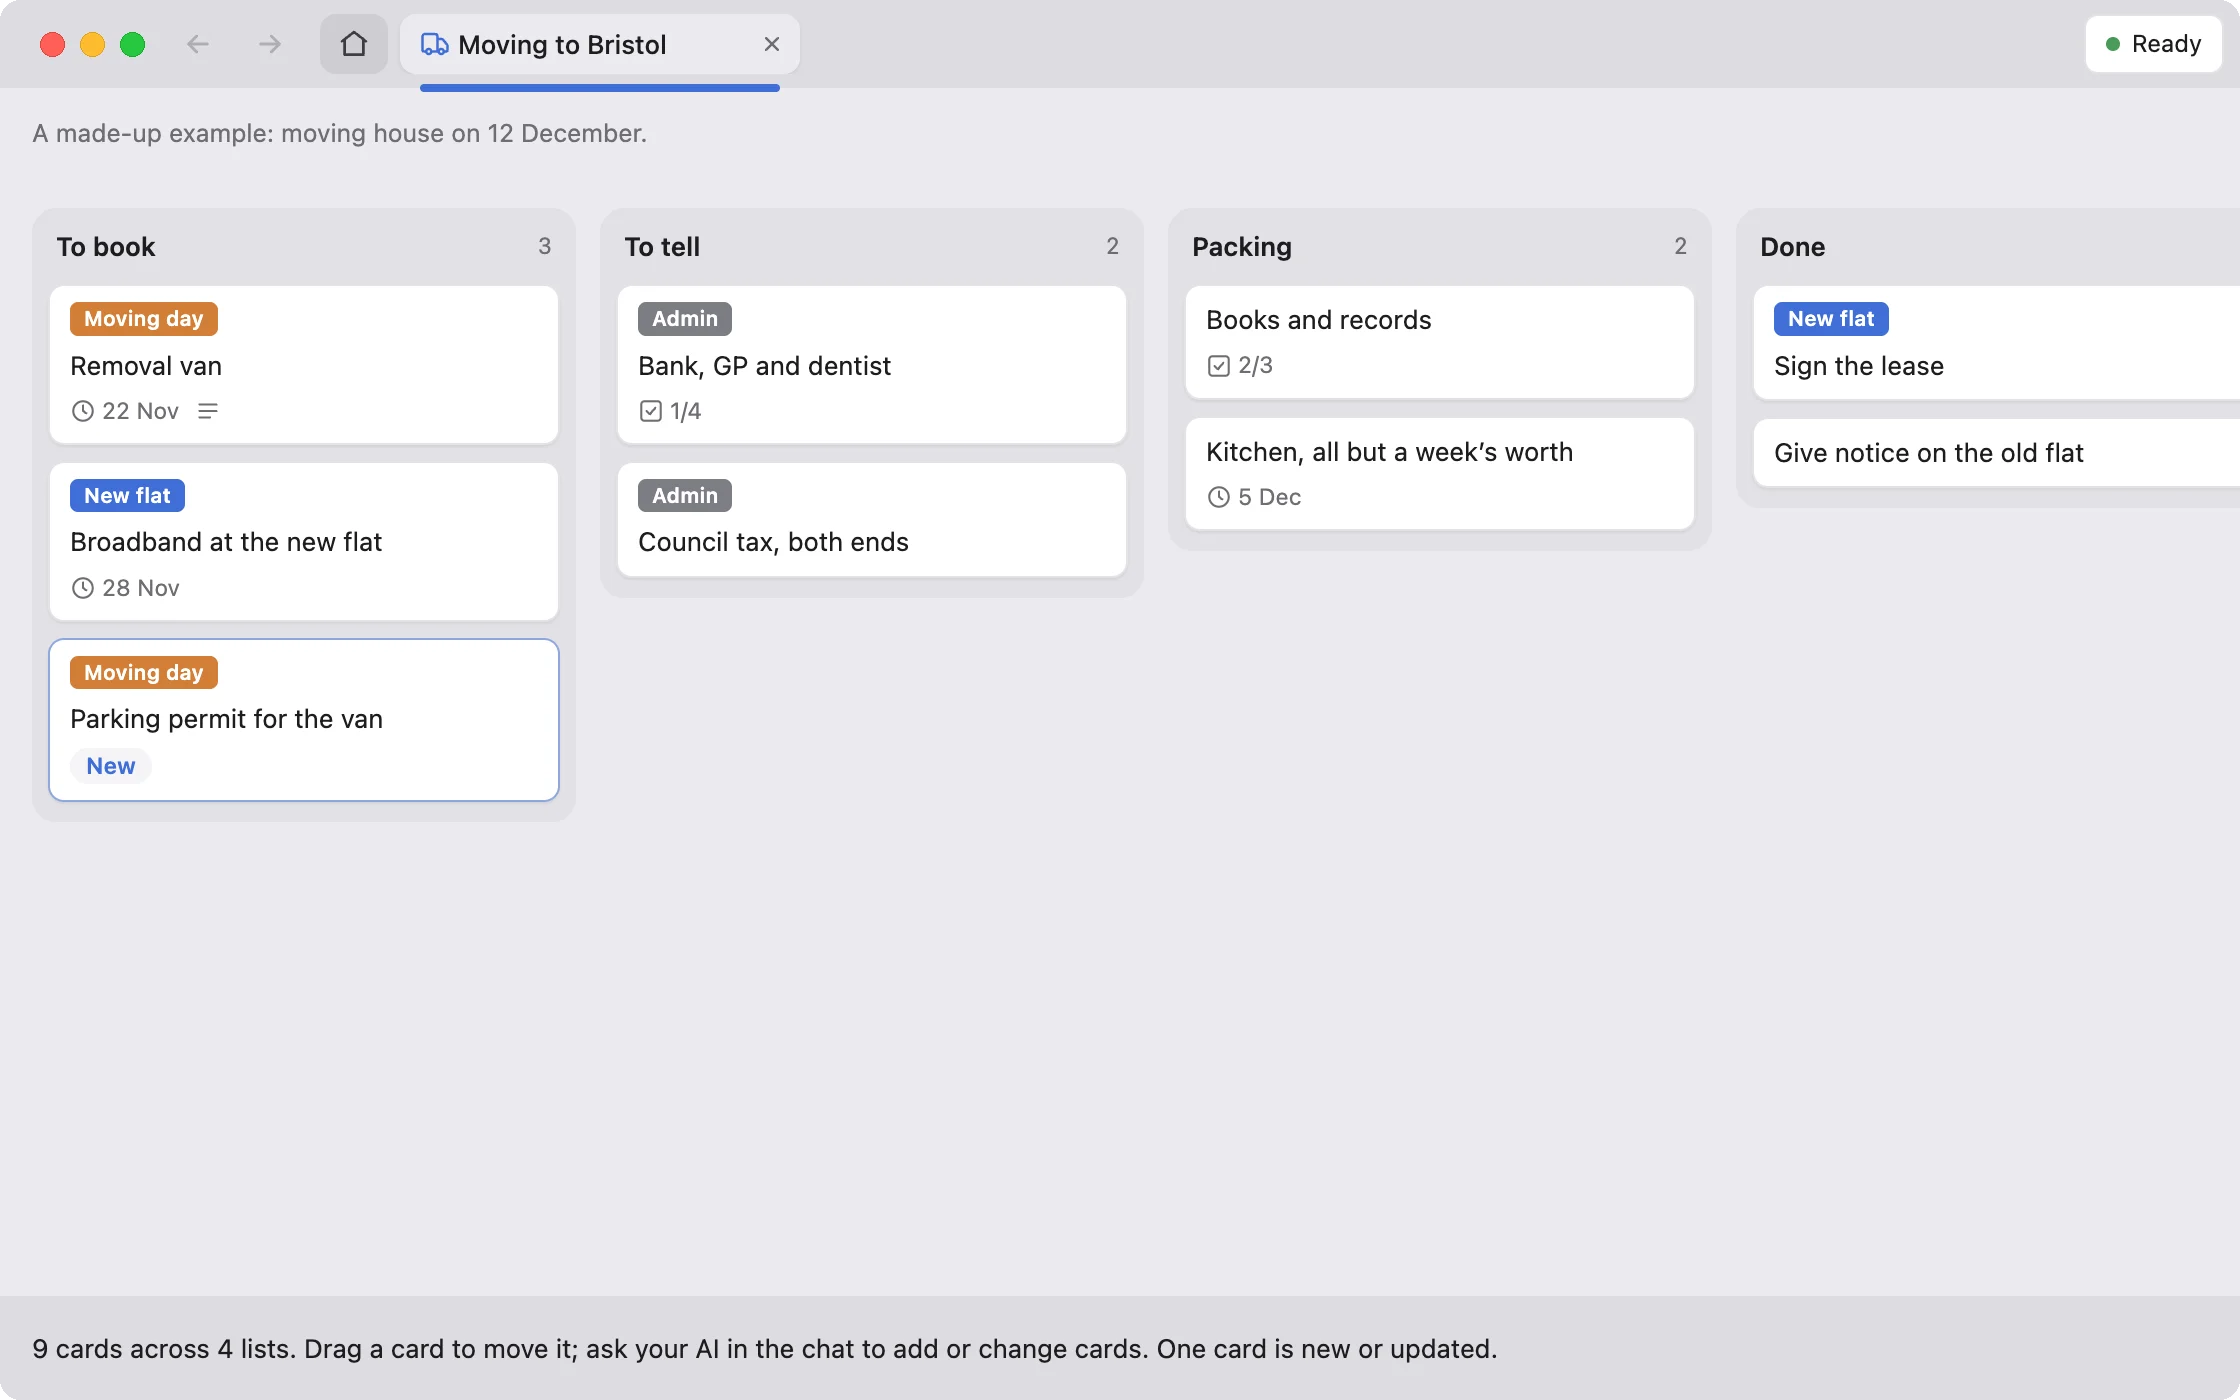 Moving to Bristol
Ready
A made-up example: moving house on 12 December.
To book 3
Moving day
Removal van
22 Nov
New flat
Broadband at the new flat
28 Nov
Moving day
Parking permit for the van
New
To tell 2
Admin
Bank, GP and dentist
1/4
Admin
Council tax, both ends
Packing 2
Books and records
2/3
Kitchen, all but a week’s worth
5 Dec
Done
New flat
Sign the lease
Give notice on the old flat
9 cards across 4 lists. Drag a card to move it; ask your AI in the chat to add or change cards. One card is new or updated.